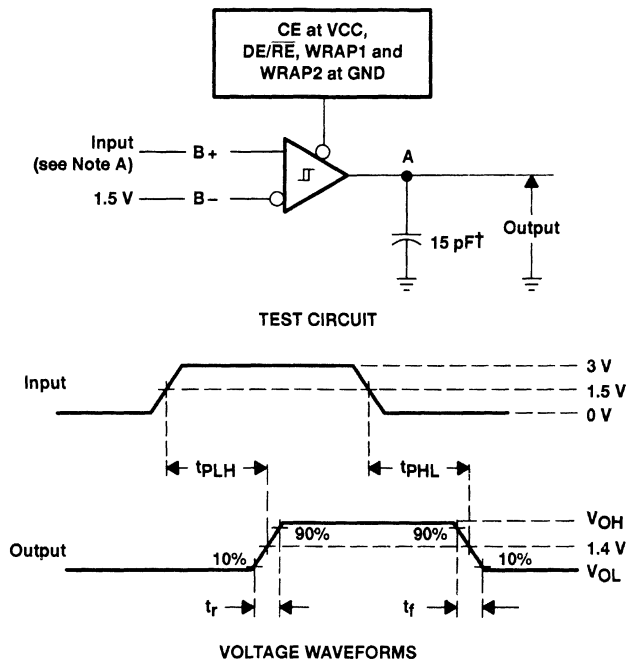 CE at VCC,
DE/R̅E̅, WRAP1 and
WRAP2 at GND
Input
(see Note A)
B+
A
1.5 V
B−
15 pF†
Output
TEST CIRCUIT
3 V
Input
1.5 V
0 V
tPLH
tPHL
VOH
90%
90%
Output
10%
1.4 V
10%
VOL
tr
tf
VOLTAGE WAVEFORMS